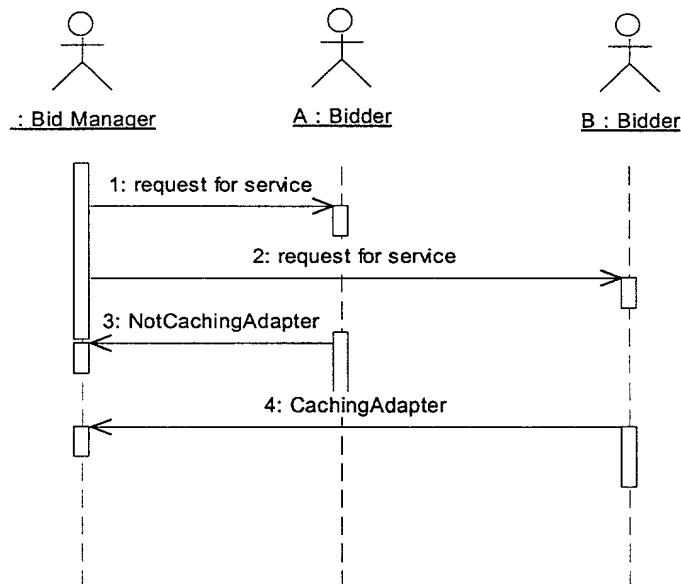 _: Bid Manager
A : Bidder
B : Bidder
1: request for service
2: request for service
3: NotCachingAdapter
4: CachingAdapter